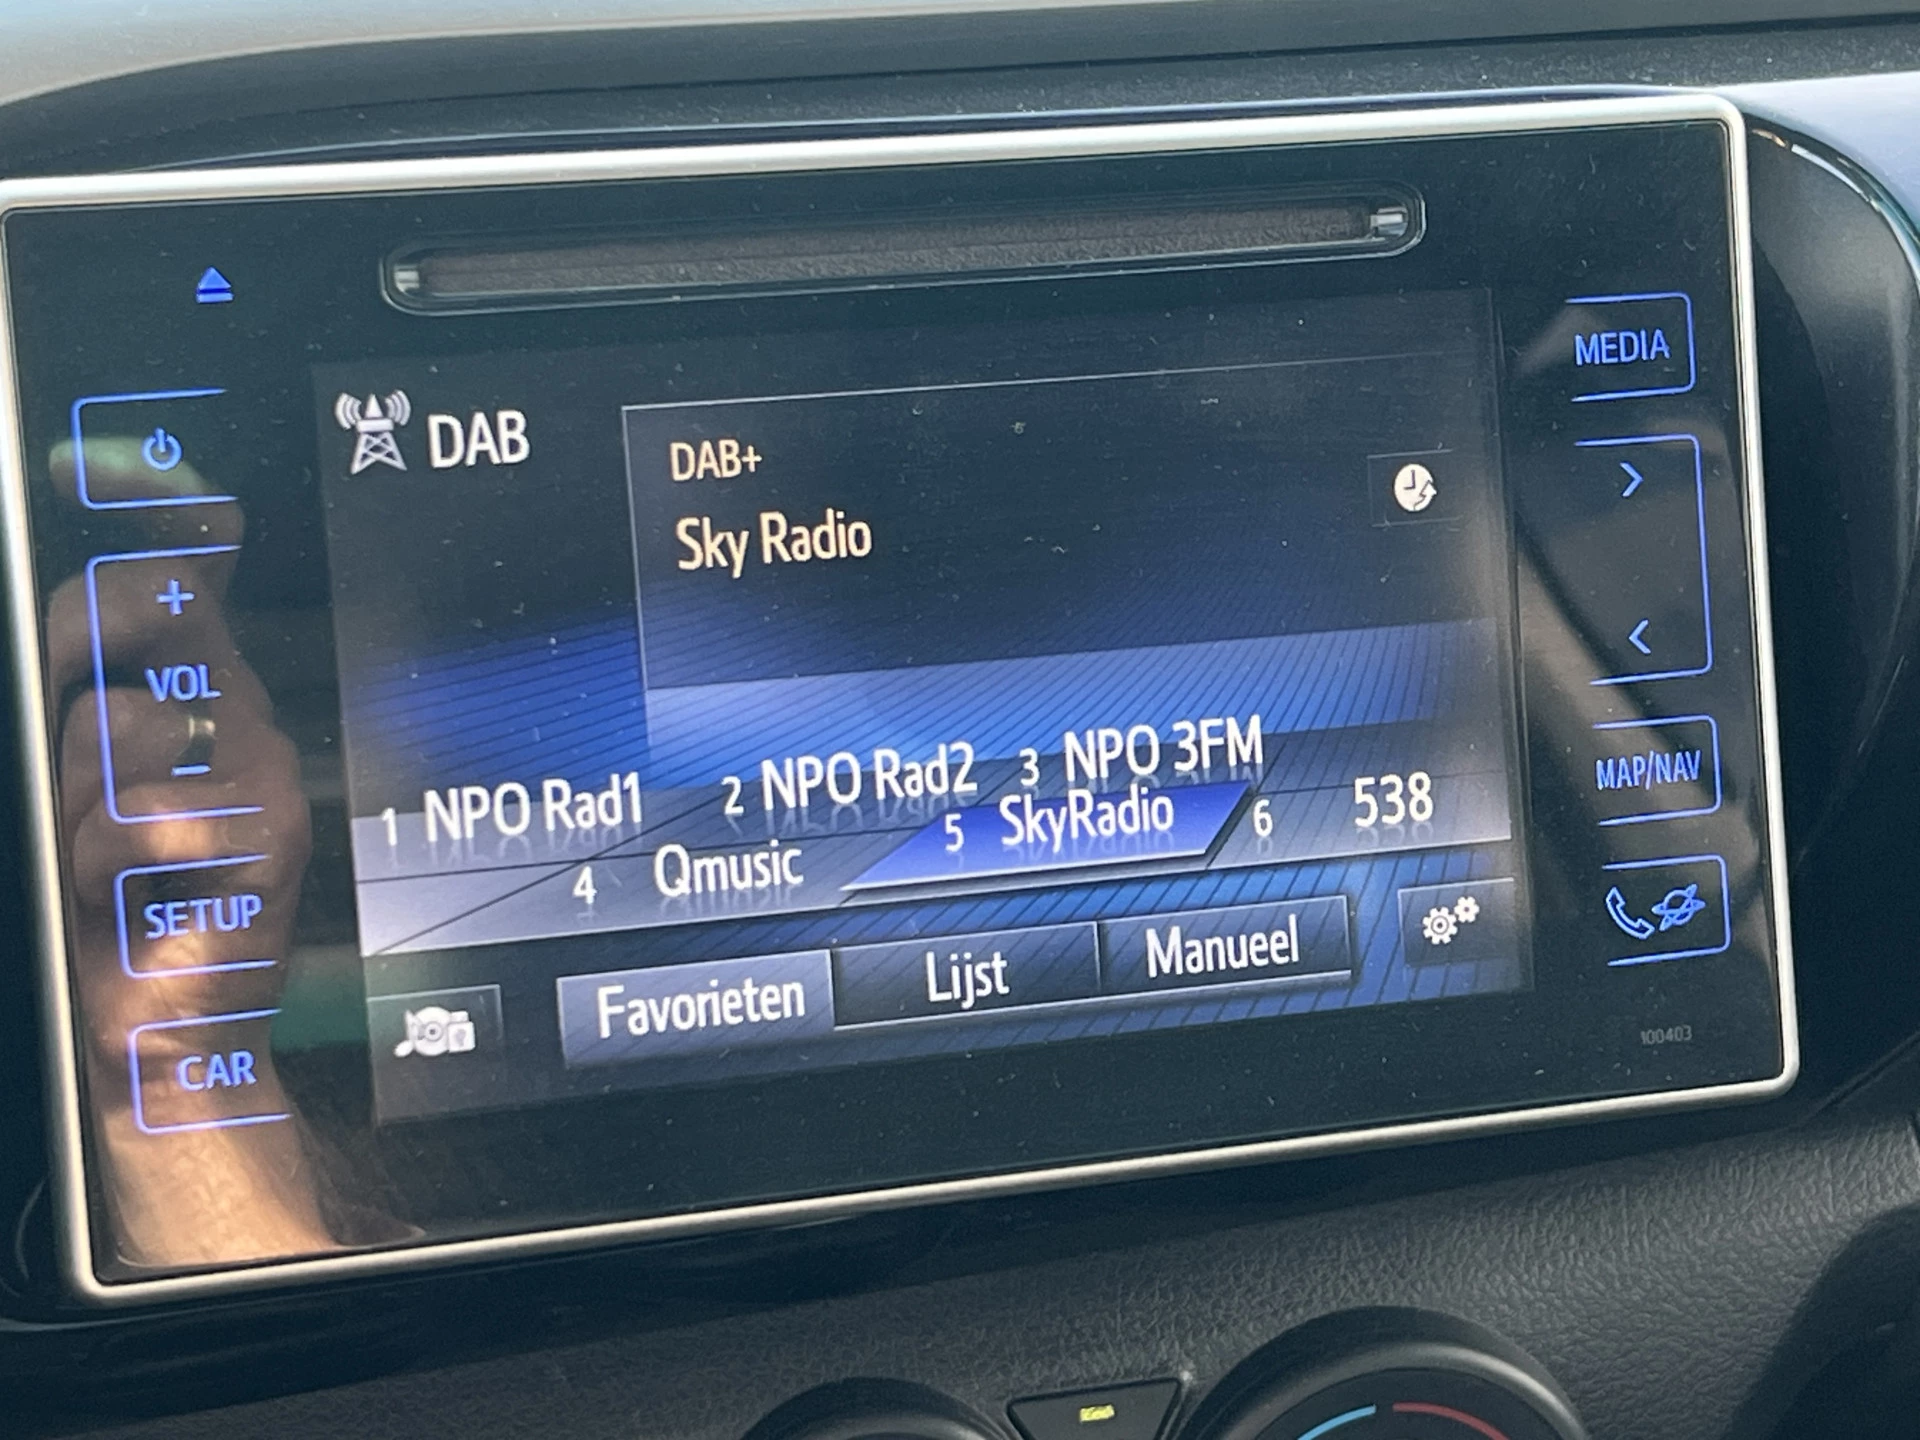 MEDIA
DAB
DAB+
Sky Radio
VOL
MAP/NAV
1 NPO Rad1
2 NPO Rad2
3 NPO 3FM
4 Qmusic
5 SkyRadio
6 538
SETUP
Favorieten
Lijst
Manueel
CAR
100403